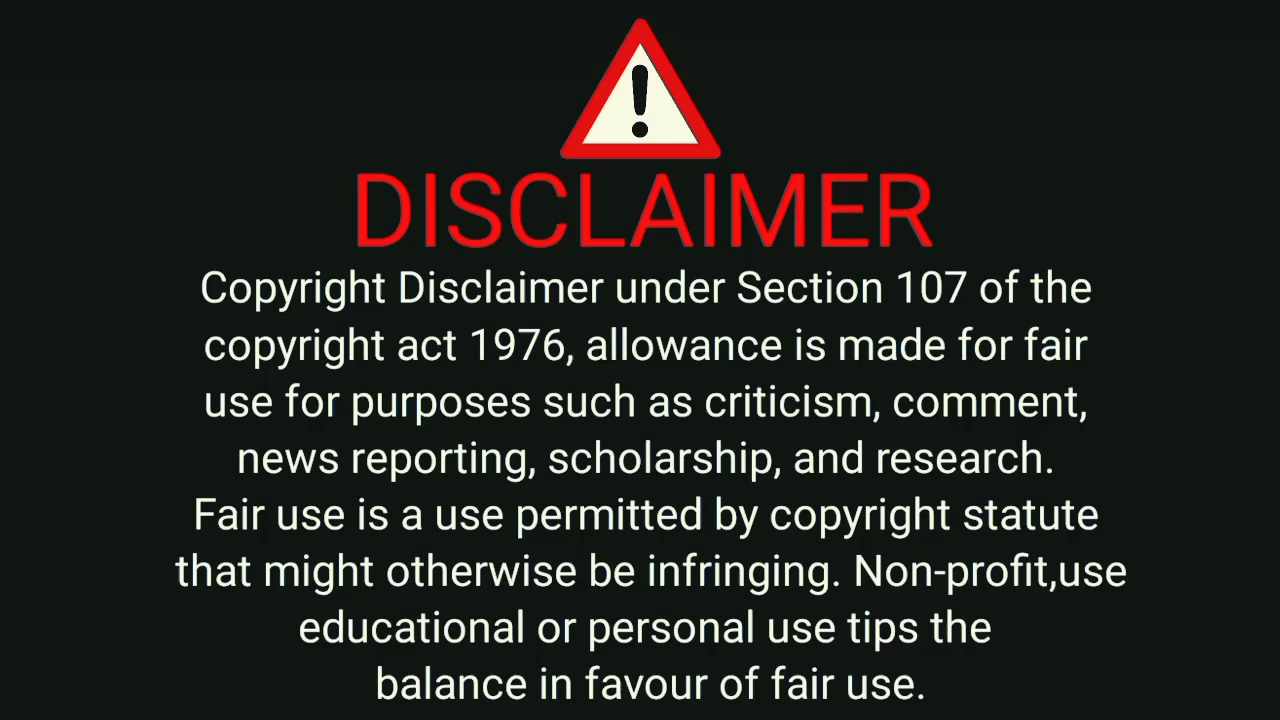 DISCLAIMER
Copyright Disclaimer under Section 107 of the
copyright act 1976, allowance is made for fair
use for purposes such as criticism, comment,
news reporting, scholarship, and research.
Fair use is a use permitted by copyright statute
that might otherwise be infringing. Non-profit,use
educational or personal use tips the
balance in favour of fair use.